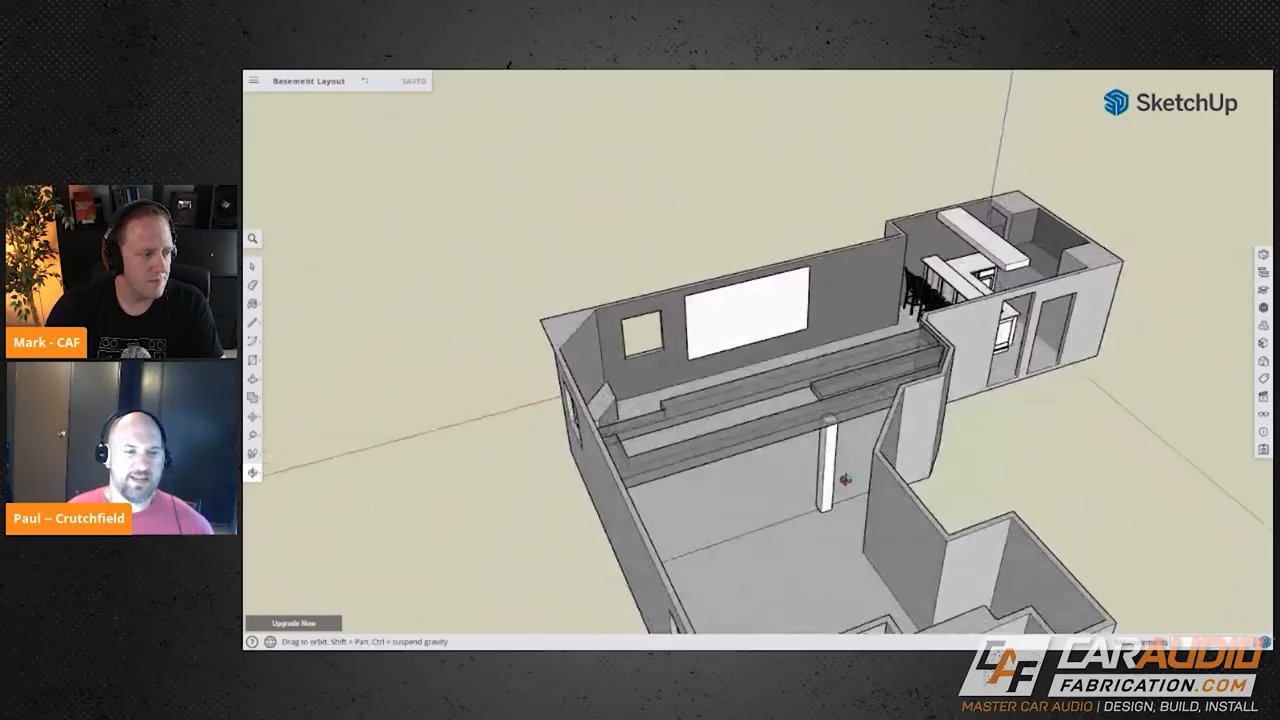 Basement Layout
SAVED
SketchUp
Mark - CAF
Paul -- Crutchfield
Upgrade Now
Drag to orbit. Shift = Pan, Ctrl = suspend gravity
CAF
CARAUDIO
FABRICATION.COM
MASTER CAR AUDIO | DESIGN, BUILD, INSTALL